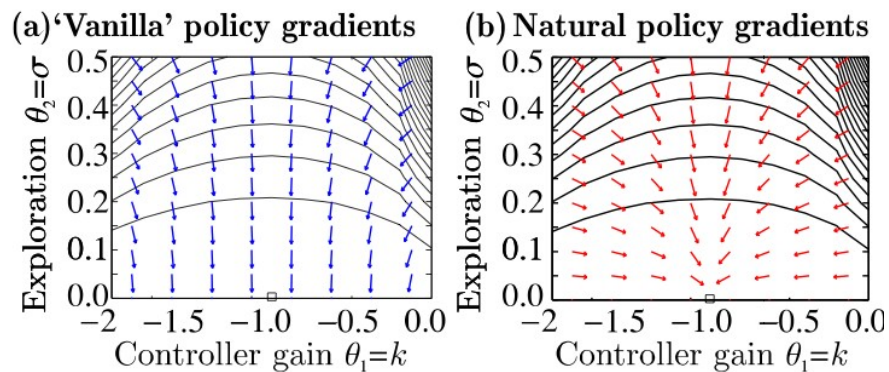 (a)‘Vanilla’ policy gradients
(b) Natural policy gradients
Exploration θ₂=σ
0.5
0.4
0.3
0.2
0.1
0.0
−2 −1.5 −1.0 −0.5 0.0
Controller gain θ₁=k
Exploration θ₂=σ
0.5
0.4
0.3
0.2
0.1
0.0
−2 −1.5 −1.0 −0.5 0.0
Controller gain θ₁=k